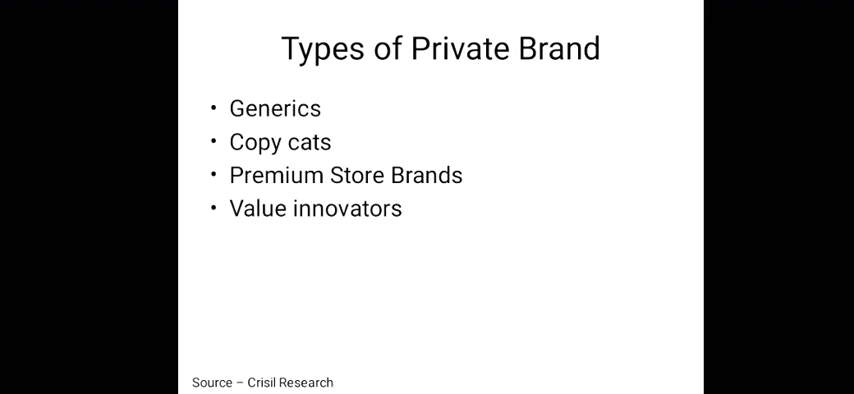 Types of Private Brand
• Generics
• Copy cats
• Premium Store Brands
• Value innovators
Source – Crisil Research